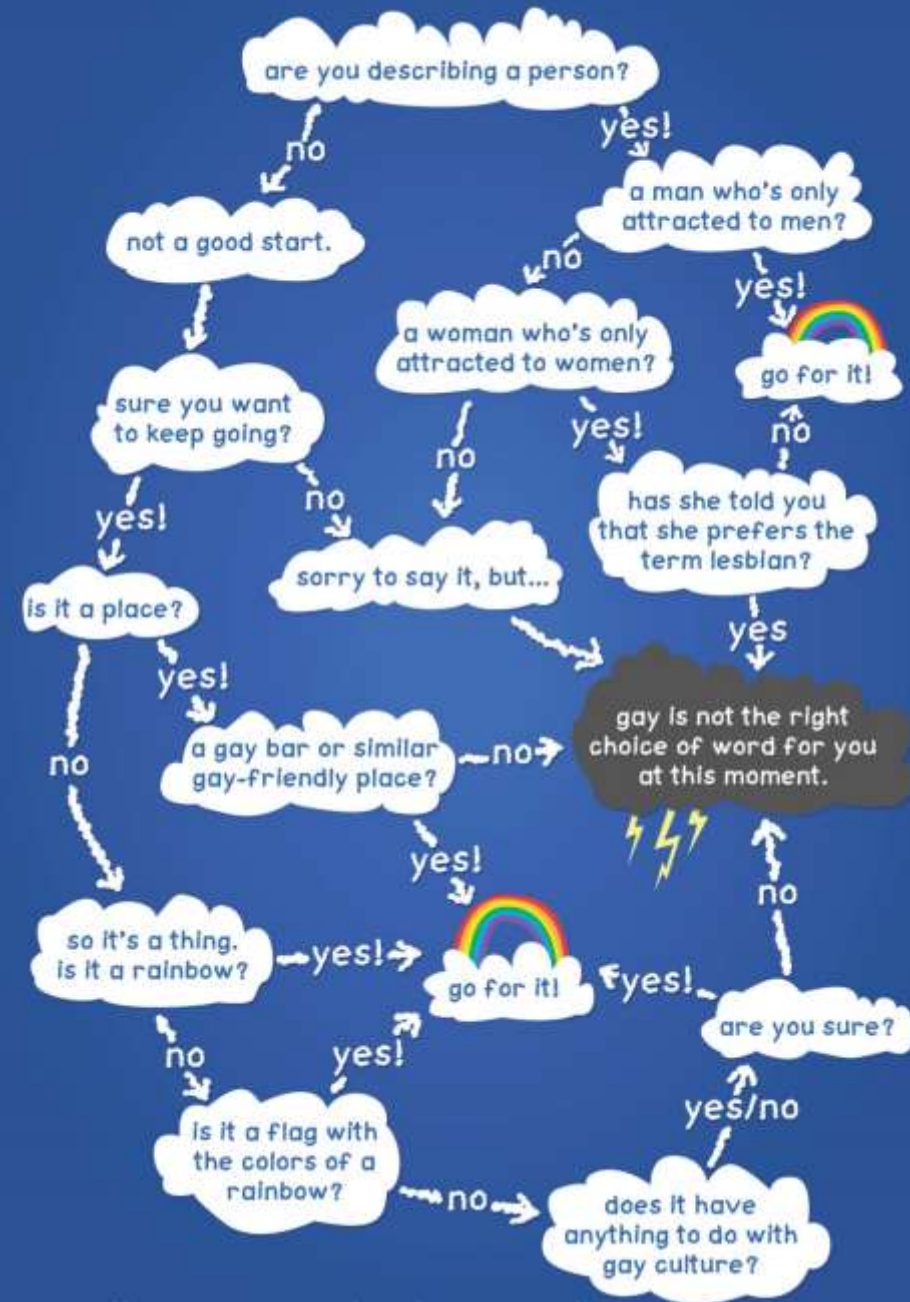 are you describing a person?
no
yes!
a man who's only
attracted to men?
not a good start.
no
yes!
a woman who's only
attracted to women?
go for it!
sure you want
to keep going?
no
yes!
no
yes!
no
has she told you
that she prefers the
term lesbian?
sorry to say it, but...
is it a place?
yes
yes!
no
a gay bar or similar
gay-friendly place?
no
gay is not the right
choice of word for you
at this moment.
yes!
no
so it's a thing.
is it a rainbow?
yes!
go for it!
yes!
are you sure?
no
yes!
yes/no
is it a flag with
the colors of a
rainbow?
no
does it have
anything to do with
gay culture?